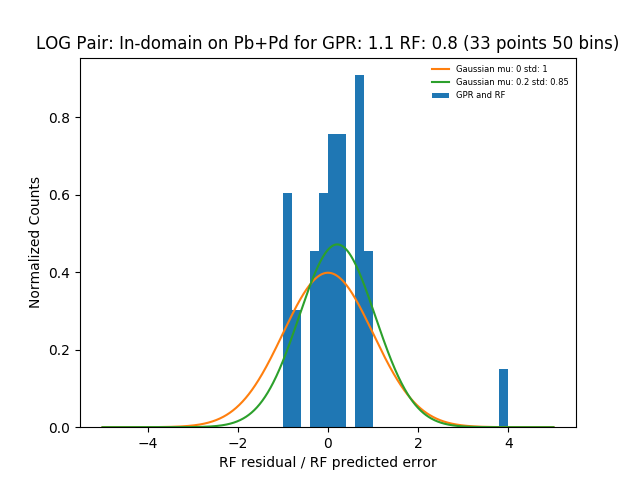 LOG Pair: In-domain on Pb+Pd for GPR: 1.1 RF: 0.8 (33 points 50 bins)
Gaussian mu: 0 std: 1
Gaussian mu: 0.2 std: 0.85
GPR and RF
Normalized Counts
0.8
0.6
0.4
0.2
0.0
−4 −2 0 2 4
RF residual / RF predicted error